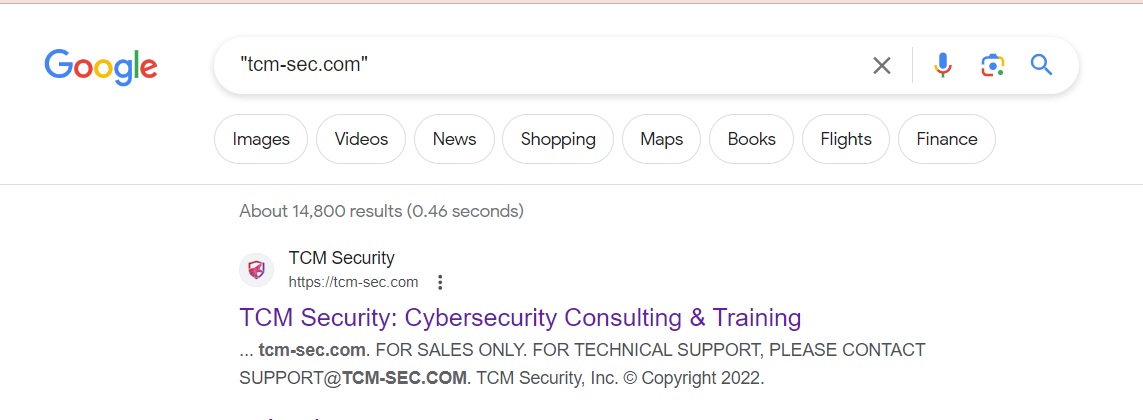 Google
"tcm-sec.com"
Images Videos News Shopping Maps Books Flights Finance
About 14,800 results (0.46 seconds)
TCM Security
https://tcm-sec.com
TCM Security: Cybersecurity Consulting & Training
... tcm-sec.com. FOR SALES ONLY. FOR TECHNICAL SUPPORT, PLEASE CONTACT
SUPPORT@TCM-SEC.COM. TCM Security, Inc. © Copyright 2022.